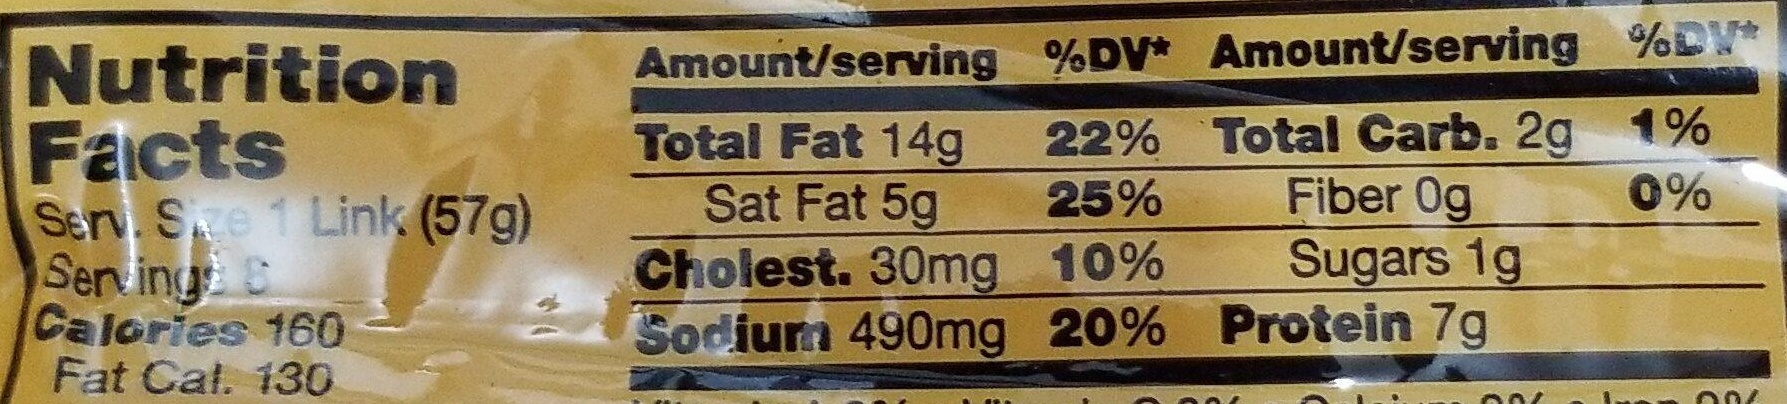 Nutrition
Facts
Serv. Size 1 Link (57g)
Servings
Calories 160
Fat Cal. 130
Amount/serving %DV* Amount/serving %DV*
Total Fat 14g 22% Total Carb. 2g 1%
Sat Fat 5g 25% Fiber 0g 0%
Cholest. 30mg 10% Sugars 1g
Sodium 490mg 20% Protein 7g